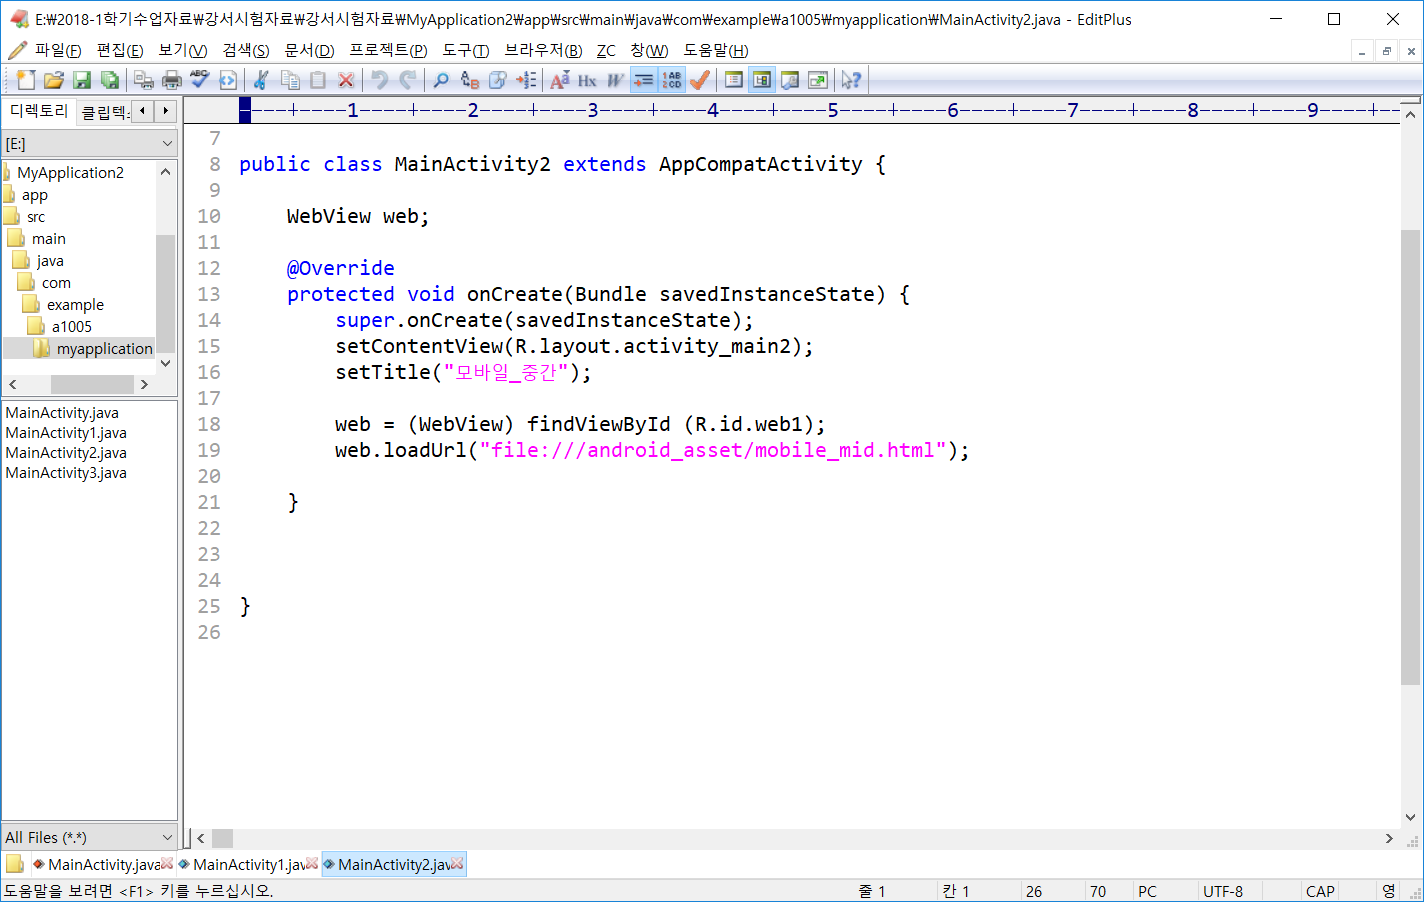 E:₩2018-1학기수업자료₩강서시험자료₩강서시험자료₩MyApplication2₩app₩src₩main₩java₩com₩example₩a1005₩myapplication₩MainActivity2.java - EditPlus
파일(F) 편집(E) 보기(V) 검색(S) 문서(D) 프로젝트(P) 도구(T) 브라우저(B) ZC 창(W) 도움말(H)
디렉토리 클립텍
[E:]
MyApplication2
app
src
main
java
com
example
a1005
myapplication
MainActivity.java
MainActivity1.java
MainActivity2.java
MainActivity3.java
All Files (*.*)
----+----1----+----2----+----3----+----4----+----5----+----6----+----7----+----8----+----9----+--
7
8 public class MainActivity2 extends AppCompatActivity {
9
10     WebView web;
11
12     @Override
13     protected void onCreate(Bundle savedInstanceState) {
14         super.onCreate(savedInstanceState);
15         setContentView(R.layout.activity_main2);
16         setTitle("모바일_중간");
17
18         web = (WebView) findViewById (R.id.web1);
19         web.loadUrl("file:///android_asset/mobile_mid.html");
20
21     }
22
23
24
25 }
26
MainActivity.java MainActivity1.jav MainActivity2.jav
도움말을 보려면 <F1> 키를 누르십시오. 줄 1 칸 1 26 70 PC UTF-8 CAP 영